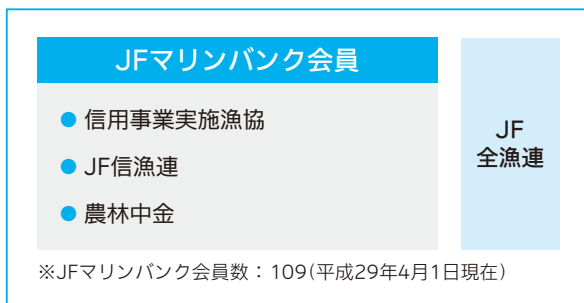 JFマリンバンク会員
● 信用事業実施漁協
● JF信漁連
● 農林中金
JF
全漁連
※JFマリンバンク会員数：109(平成29年4月1日現在)